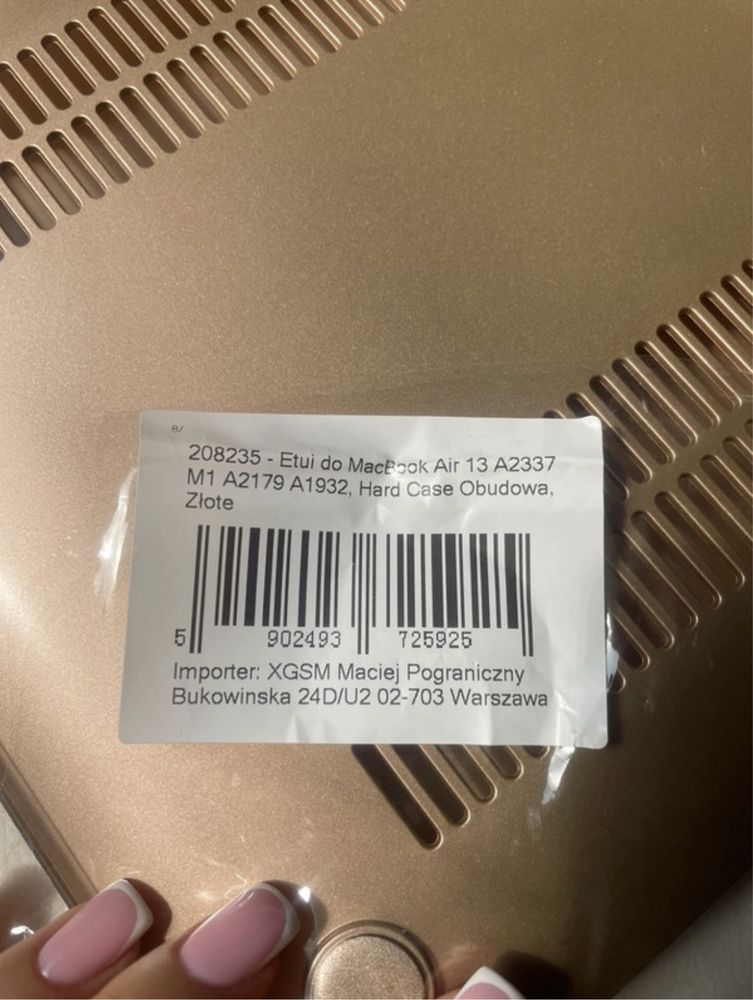 8/
208235 - Etui do MacBook Air 13 A2337
M1 A2179 A1932, Hard Case Obudowa,
Złote
5 902493 725925
Importer: XGSM Maciej Pograniczny
Bukowinska 24D/U2 02-703 Warszawa